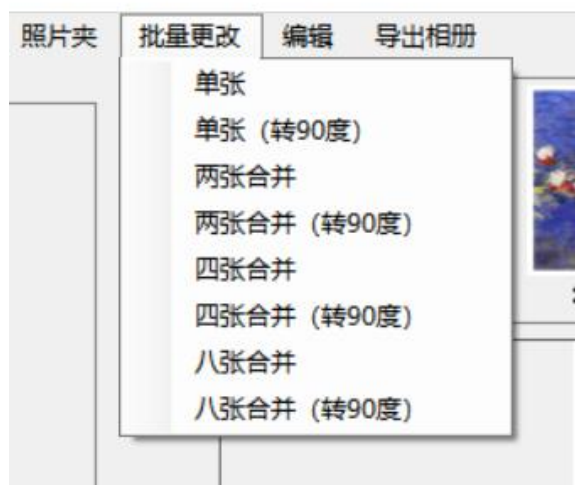 照片夹 批量更改 编辑 导出相册
单张
单张（转90度）
两张合并
两张合并（转90度）
四张合并
四张合并（转90度）
八张合并
八张合并（转90度）